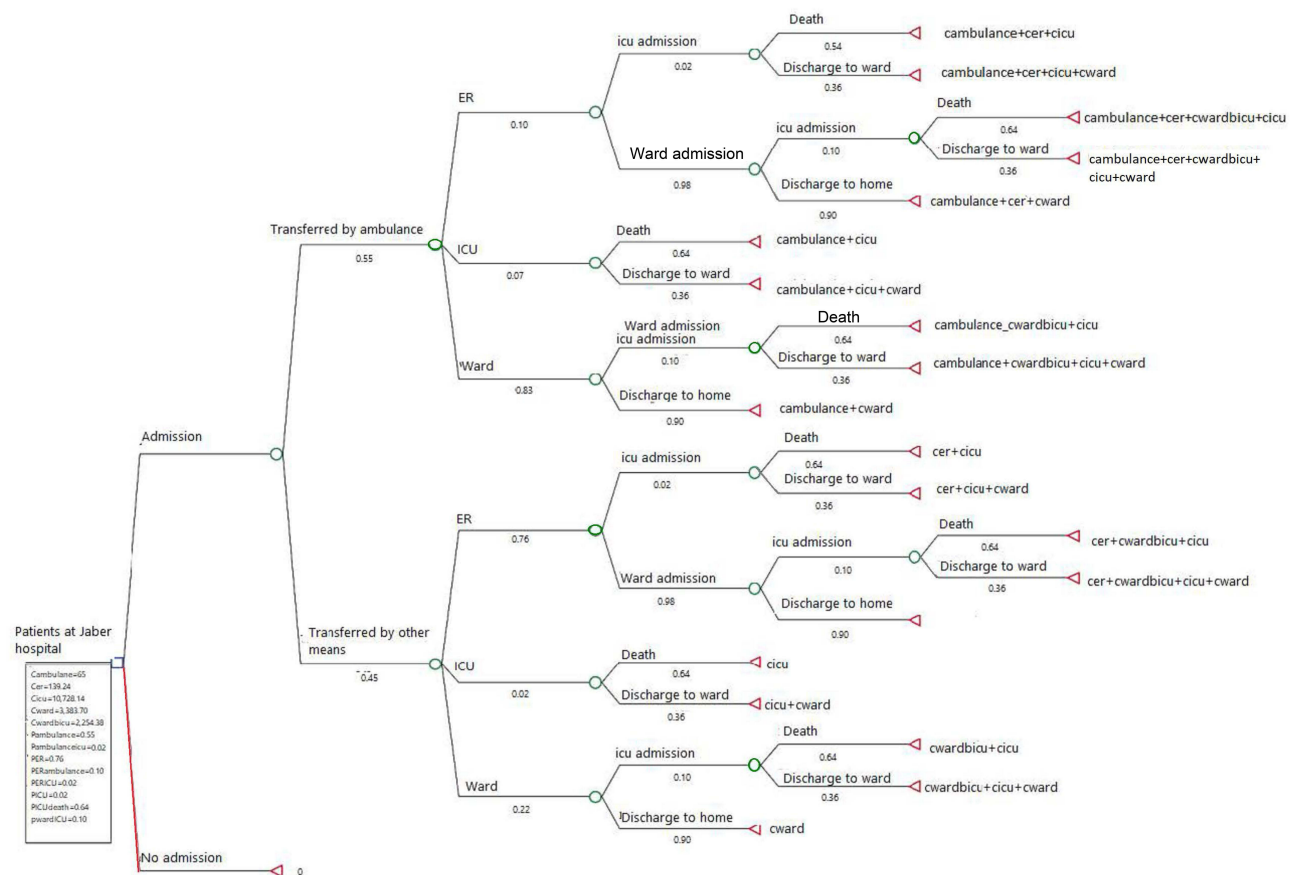 Death
0.54
cambulance+cer+cicu
icu admission
0.02
Discharge to ward
0.36
cambulance+cer+cicu+cward
ER
0.10
Ward admission
0.98
icu admission
0.10
Death
0.64
cambulance+cer+cwardbicu+cicu
Discharge to ward
0.36
cambulance+cer+cwardbicu+
cicu+cward
Discharge to home
0.90
cambulance+cer+cward
Transferred by ambulance
0.55
ICU
0.07
Death
0.64
cambulance+cicu
Discharge to ward
0.36
cambulance+cicu+cward
Ward
0.83
Ward admission
icu admission
0.10
Death
0.64
cambulance_cwardbicu+cicu
Discharge to ward
0.36
cambulance+cwardbicu+cicu+cward
Discharge to home
0.90
cambulance+cward
Admission
ER
0.76
icu admission
0.02
Death
0.64
cer+cicu
Discharge to ward
0.36
cer+cicu+cward
Ward admission
0.98
icu admission
0.10
Death
0.64
cer+cwardbicu+cicu
Discharge to ward
0.36
cer+cwardbicu+cicu+cward
Discharge to home
0.90
Transferred by other
means
0.45
ICU
0.02
Death
0.64
cicu
Discharge to ward
0.36
cicu+cward
Ward
0.22
icu admission
0.10
Death
0.64
cwardbicu+cicu
Discharge to ward
0.36
cwardbicu+cicu+cward
Discharge to home
0.90
cward
Patients at Jaber
hospital
Cambulane=65
Cer=139.24
Cicu=10,728.14
Cward=3,383.70
Cwardbicu=2,254.38
Pambulance=0.55
Pambulanceicu=0.02
PER=0.76
PERambulance=0.10
PERICU=0.02
PICU=0.02
PICUdeath=0.64
pwardICU=0.10
No admission
0